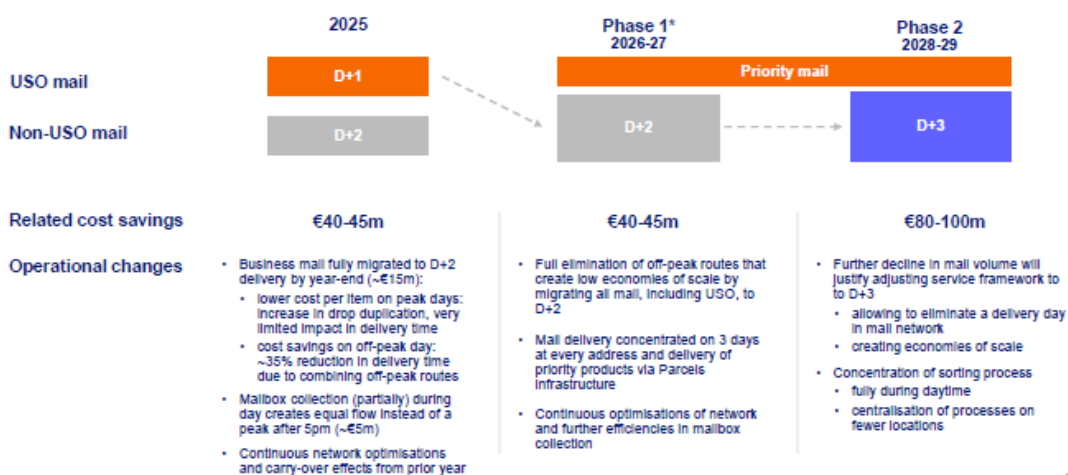 2025
Phase 1*
2026-27
Phase 2
2028-29
USO mail
D+1
Priority mail
Non-USO mail
D+2
D+2
D+3
Related cost savings
€40-45m
€40-45m
€80-100m
Operational changes
• Business mail fully migrated to D+2
delivery by year-end (~€15m):
• lower cost per item on peak days:
increase in drop duplication, very
limited impact in delivery time
• cost savings on off-peak day:
~35% reduction in delivery time
due to combining off-peak routes
• Mailbox collection (partially) during
day creates equal flow instead of a
peak after 5pm (~€5m)
• Continuous network optimisations
and carry-over effects from prior year
• Full elimination of off-peak routes that
create low economies of scale by
migrating all mail, including USO, to
D+2
• Mail delivery concentrated on 3 days
at every address and delivery of
priority products via Parcels
infrastructure
• Continuous optimisations of network
and further efficiencies in mailbox
collection
• Further decline in mail volume will
justify adjusting service framework to
to D+3
• allowing to eliminate a delivery day
in mail network
• creating economies of scale
• Concentration of sorting process
• fully during daytime
• centralisation of processes on
fewer locations